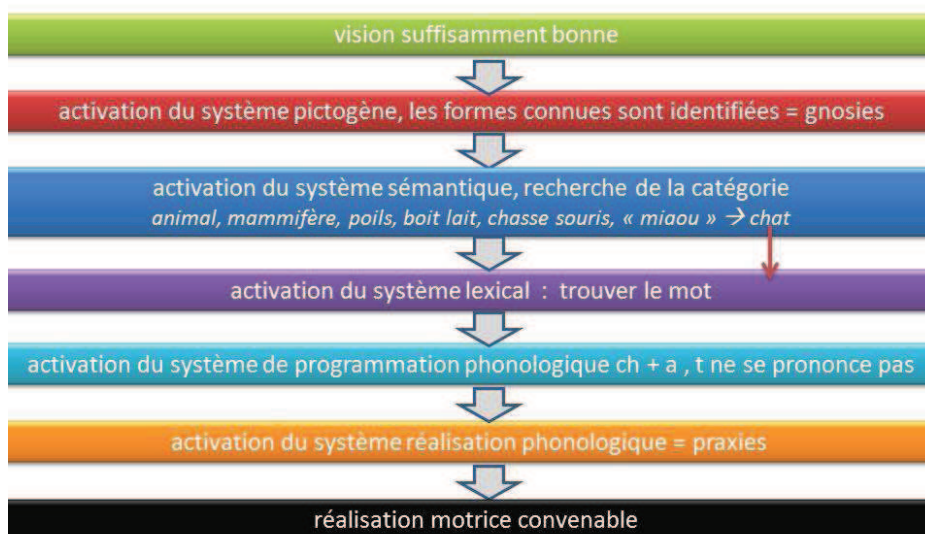 vision suffisamment bonne
activation du système pictogène, les formes connues sont identifiées = gnosies
activation du système sémantique, recherche de la catégorie
animal, mammifère, poils, boit lait, chasse souris, « miaou » → chat
activation du système lexical : trouver le mot
activation du système de programmation phonologique ch + a , t ne se prononce pas
activation du système réalisation phonologique = praxies
réalisation motrice convenable